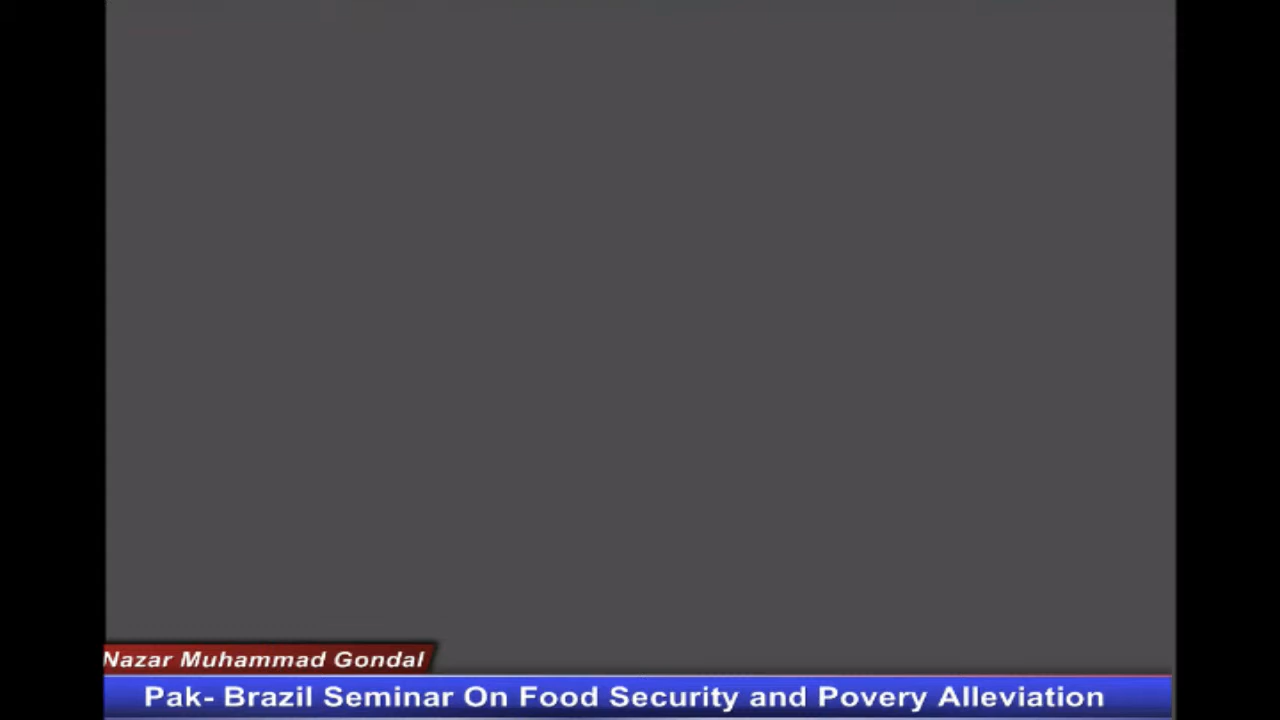 Nazar Muhammad Gondal
Pak- Brazil Seminar On Food Security and Povery Alleviation